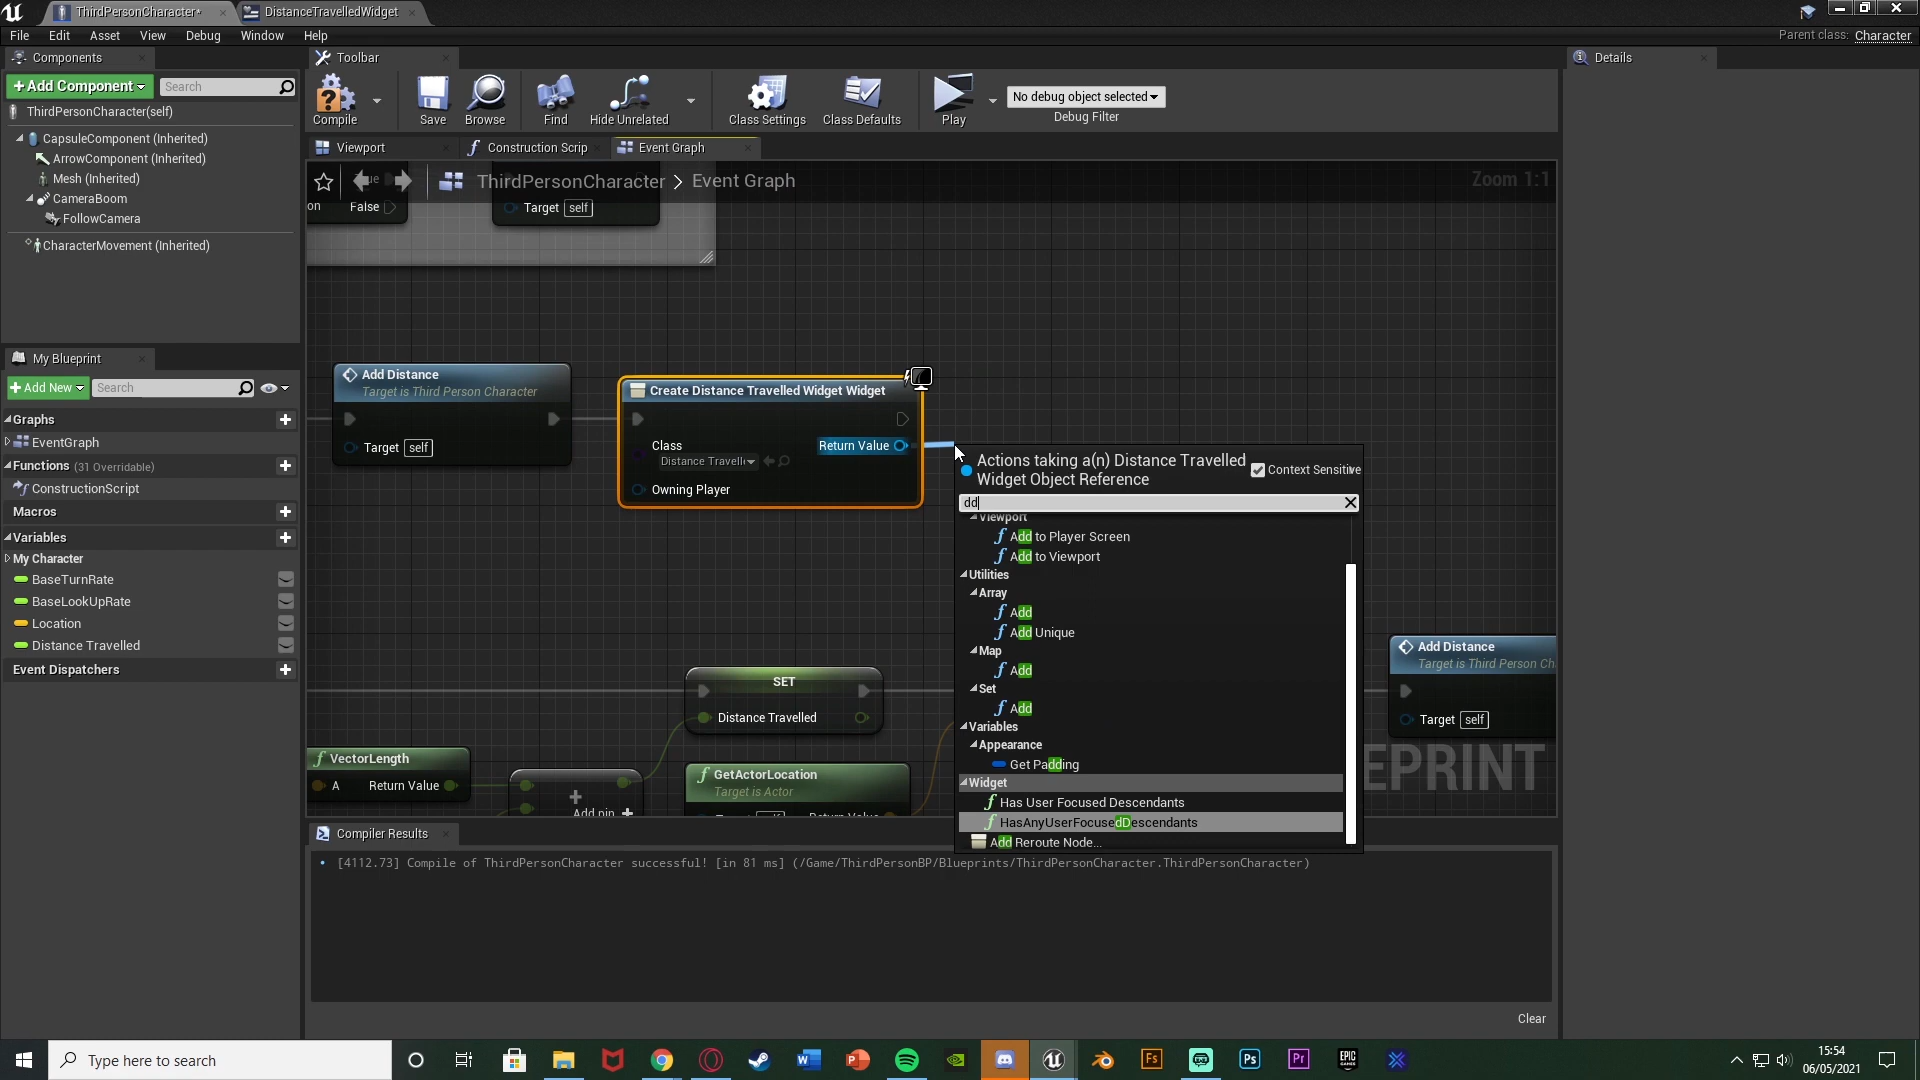 ThirdPersonCharacter*
DistanceTravelledWidget
File Edit Asset View Debug Window Help
Parent class: Character
Components
+Add Component
Search
ThirdPersonCharacter(self)
CapsuleComponent (Inherited)
ArrowComponent (Inherited)
Mesh (Inherited)
CameraBoom
FollowCamera
CharacterMovement (Inherited)
My Blueprint
+Add New
Search
Graphs
EventGraph
Functions (31 Overridable)
ConstructionScript
Macros
Variables
My Character
BaseTurnRate
BaseLookUpRate
Location
Distance Travelled
Event Dispatchers
Toolbar
Compile
Save
Browse
Find
Hide Unrelated
Class Settings
Class Defaults
Play
No debug object selected
Debug Filter
Viewport
Construction Scrip
Event Graph
ThirdPersonCharacter > Event Graph
Zoom 1:1
on False
Target self
Add Distance
Target is Third Person Character
Target self
Create Distance Travelled Widget Widget
Class
Distance Travell
Return Value
Owning Player
Actions taking a(n) Distance Travelled
Widget Object Reference
Context Sensitive
dd
Viewport
Add to Player Screen
Add to Viewport
Utilities
Array
Add
Add Unique
Map
Add
Set
Add
Variables
Appearance
Get Padding
Widget
Has User Focused Descendants
HasAnyUserFocusedDescendants
Add Reroute Node...
SET
Distance Travelled
VectorLength
A Return Value
Add pin +
GetActorLocation
Target is Actor
Add Distance
Target is Third Person Ch
Target self
EPRINT
Compiler Results
• [4112.73] Compile of ThirdPersonCharacter successful! [in 81 ms] (/Game/ThirdPersonBP/Blueprints/ThirdPersonCharacter.ThirdPersonCharacter)
Clear
Details
Type here to search
15:54
06/05/2021